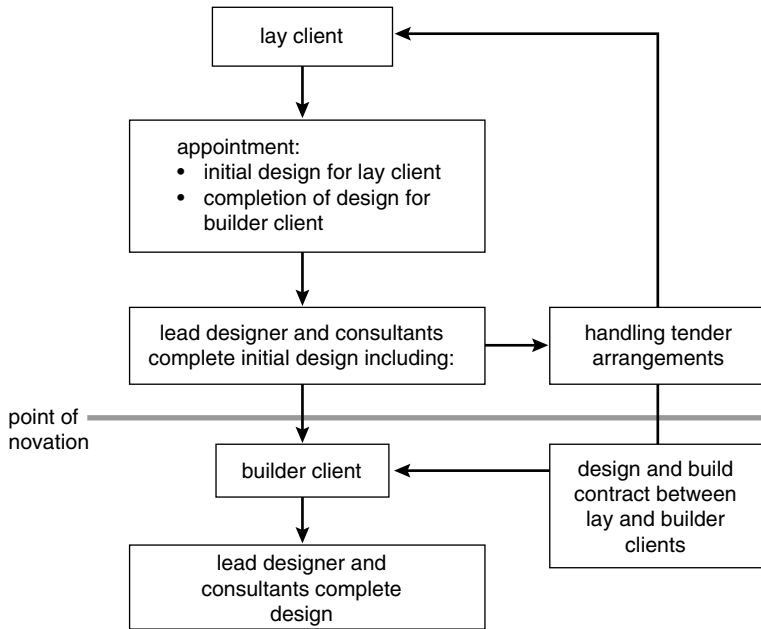 lay client
appointment:
• initial design for lay client
• completion of design for
builder client
lead designer and consultants
complete initial design including:
handling tender
arrangements
point of
novation
builder client
design and build
contract between
lay and builder
clients
lead designer and
consultants complete
design